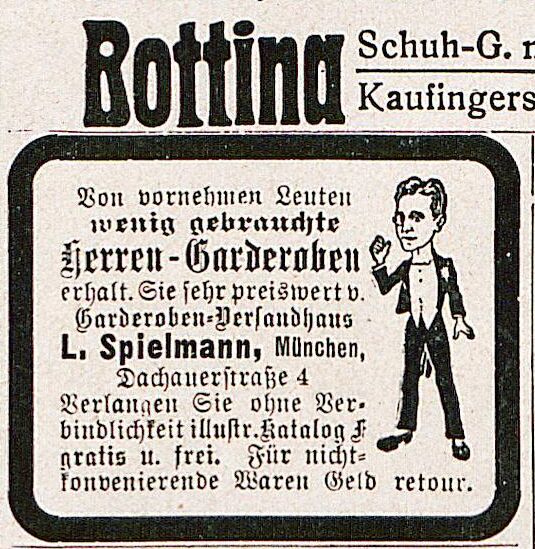 Bottina
Schuh-G.
Kaufingers
Von vornehmen Leuten
wenig gebrauchte
Herren-Garderoben
erhalt. Sie sehr preiswert v.
Garderoben-Versandhaus
L. Spielmann, München,
Dachauerstraße 4
Verlangen Sie ohne Ver-
bindlichkeit illustr. Katalog F
gratis u. frei. Für nicht-
konvenierende Waren Geld retour.